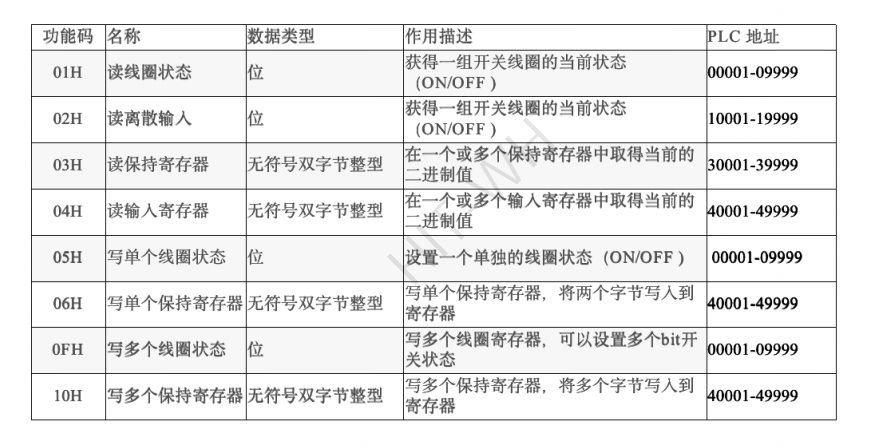 功能码 名称 数据类型 作用描述 PLC 地址
01H 读线圈状态 位 获得一组开关线圈的当前状态
(ON/OFF ) 00001-09999
02H 读离散输入 位 获得一组开关线圈的当前状态
(ON/OFF ) 10001-19999
03H 读保持寄存器 无符号双字节整型 在一个或多个保持寄存器中取得当前的
二进制值 30001-39999
04H 读输入寄存器 无符号双字节整型 在一个或多个输入寄存器中取得当前的
二进制值 40001-49999
05H 写单个线圈状态 位 设置一个单独的线圈状态（ON/OFF ) 00001-09999
06H 写单个保持寄存器 无符号双字节整型 写单个保持寄存器，将两个字节写入到
寄存器 40001-49999
0FH 写多个线圈状态 位 写多个线圈寄存器，可以设置多个bit开
关状态 00001-09999
10H 写多个保持寄存器 无符号双字节整型 写多个保持寄存器，将多个字节写入到
寄存器 40001-49999